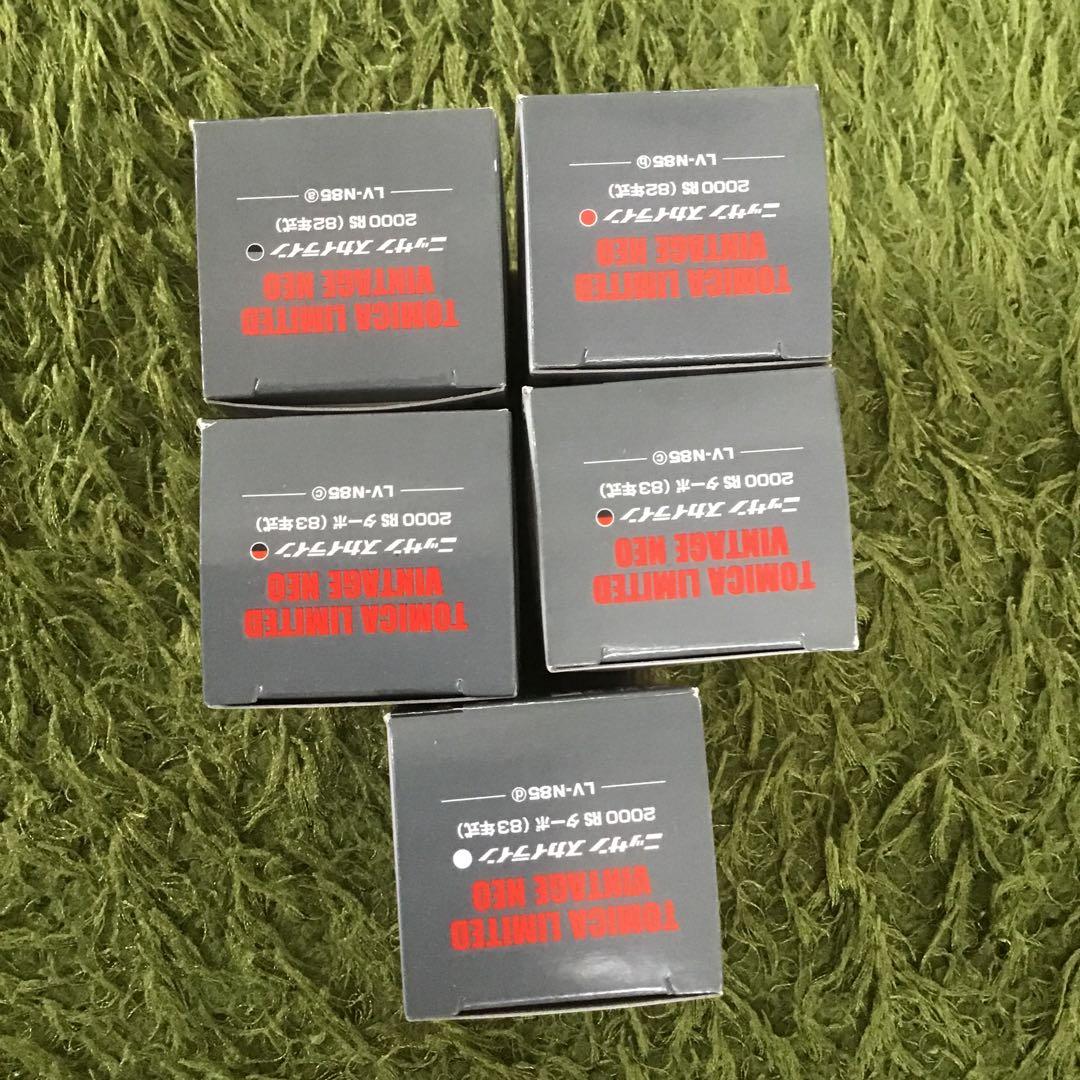 TOMICA LIMITED
VINTAGE NEO
ニッサン スカイライン
2000 RS (82年式)
LV-N85ⓐ
TOMICA LIMITED
VINTAGE NEO
ニッサン スカイライン
2000 RS (82年式)
LV-N85ⓑ
TOMICA LIMITED
VINTAGE NEO
ニッサン スカイライン
2000 RS ターボ (83年式)
LV-N85ⓒ
TOMICA LIMITED
VINTAGE NEO
ニッサン スカイライン
2000 RS ターボ (83年式)
LV-N85ⓒ
TOMICA LIMITED
VINTAGE NEO
ニッサン スカイライン
2000 RS ターボ (83年式)
LV-N85ⓓ